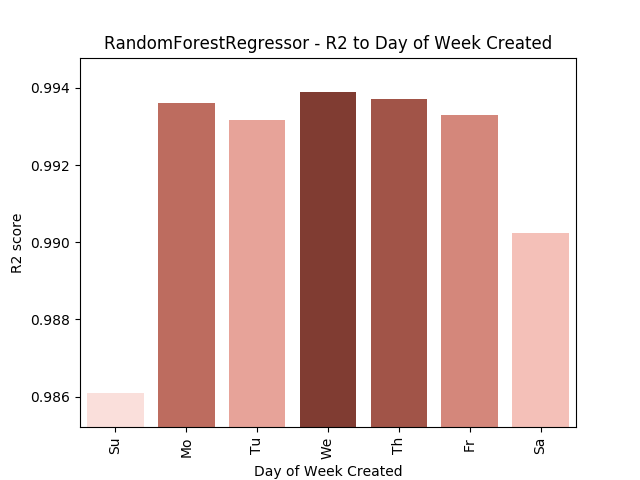 RandomForestRegressor - R2 to Day of Week Created
0.994
0.992
0.990
0.988
0.986
R2 score
Su
Mo
Tu
We
Th
Fr
Sa
Day of Week Created